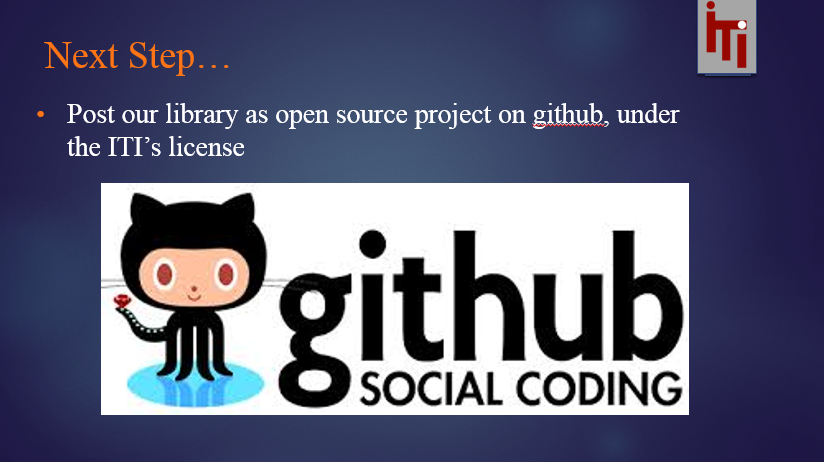 Next Step…
iTi
• Post our library as open source project on github, under
the ITI’s license
github
SOCIAL CODING